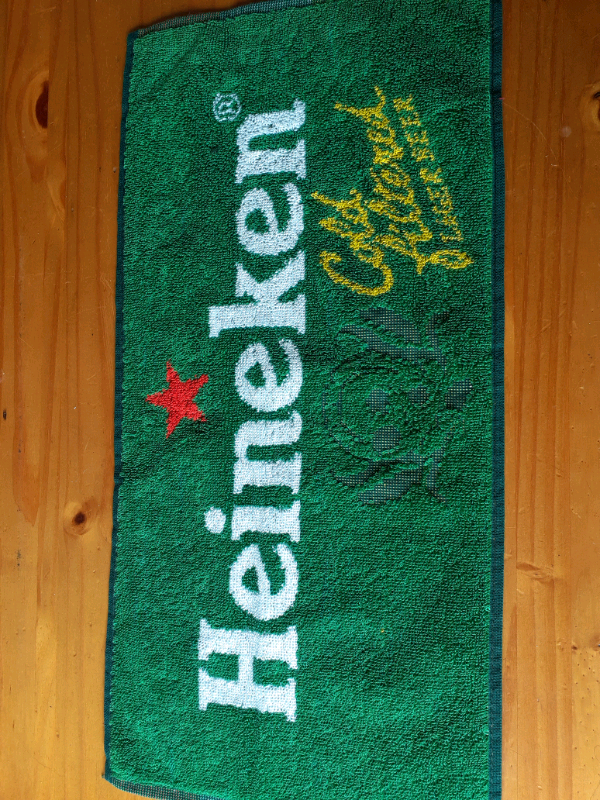 Heineken®
Cold
Filtered
LAGER BEER